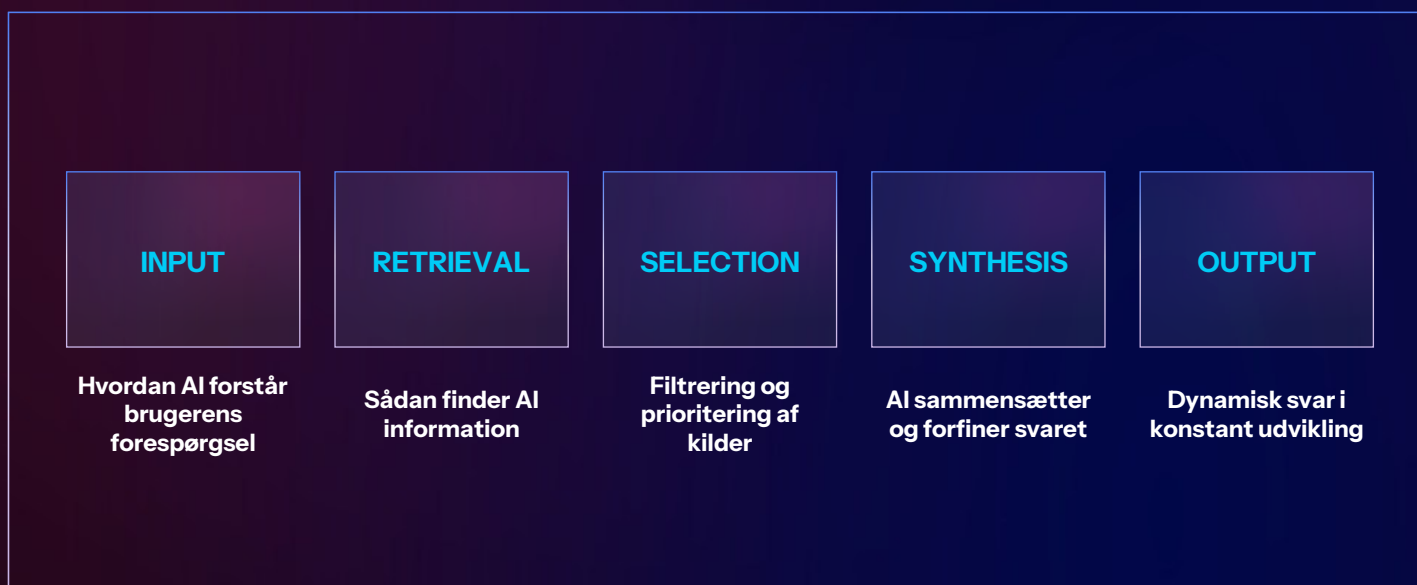 INPUT
Hvordan AI forstår
brugerens
forespørgsel
RETRIEVAL
Sådan finder AI
information
SELECTION
Filtrering og
prioritering af
kilder
SYNTHESIS
AI sammensætter
og forfiner svaret
OUTPUT
Dynamisk svar i
konstant udvikling